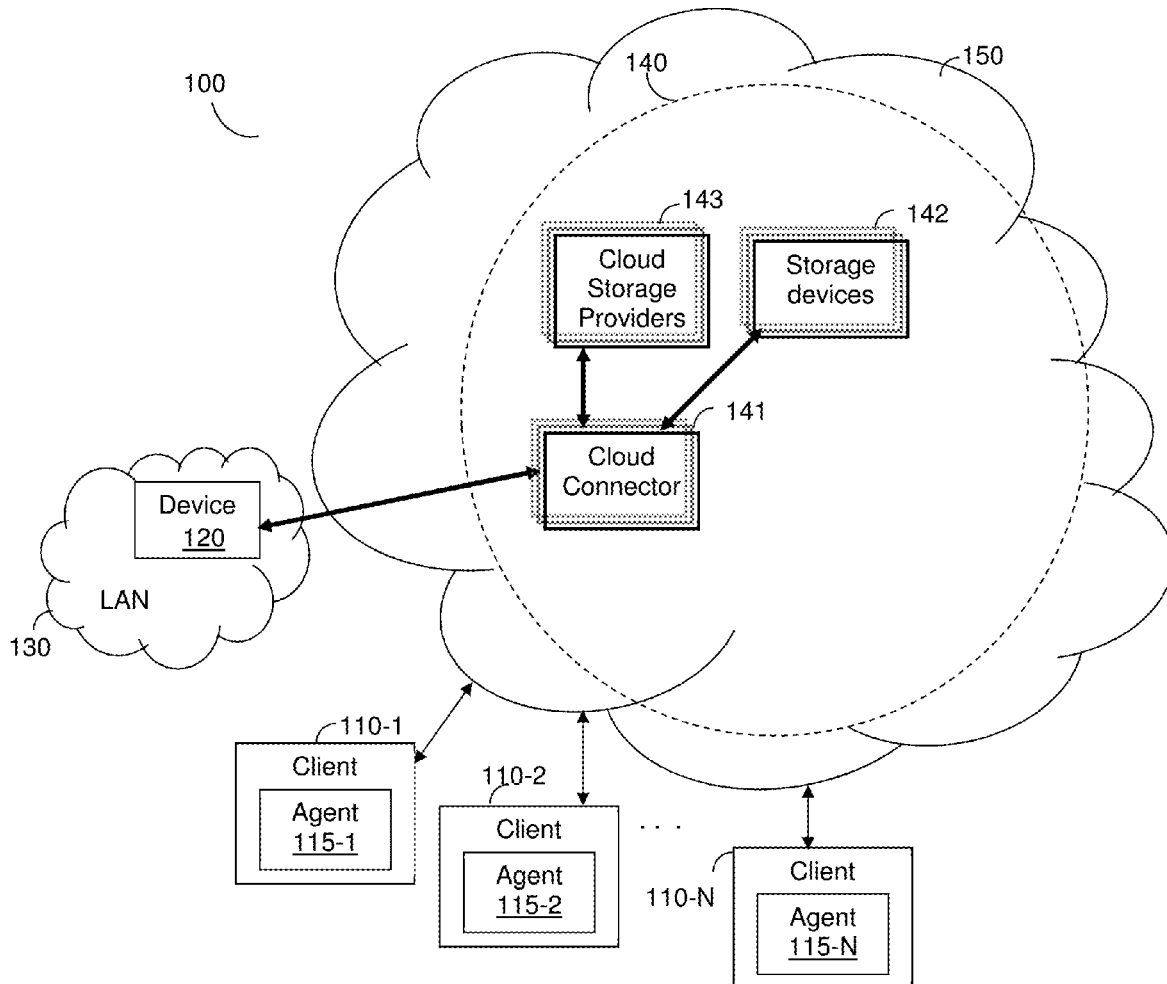 100
140
150
143
142
Cloud
Storage
Providers
Storage
devices
141
Cloud
Connector
Device
120
LAN
130
110-1
Client
Agent
115-1
110-2
Client
Agent
115-2
. . .
110-N
Client
Agent
115-N